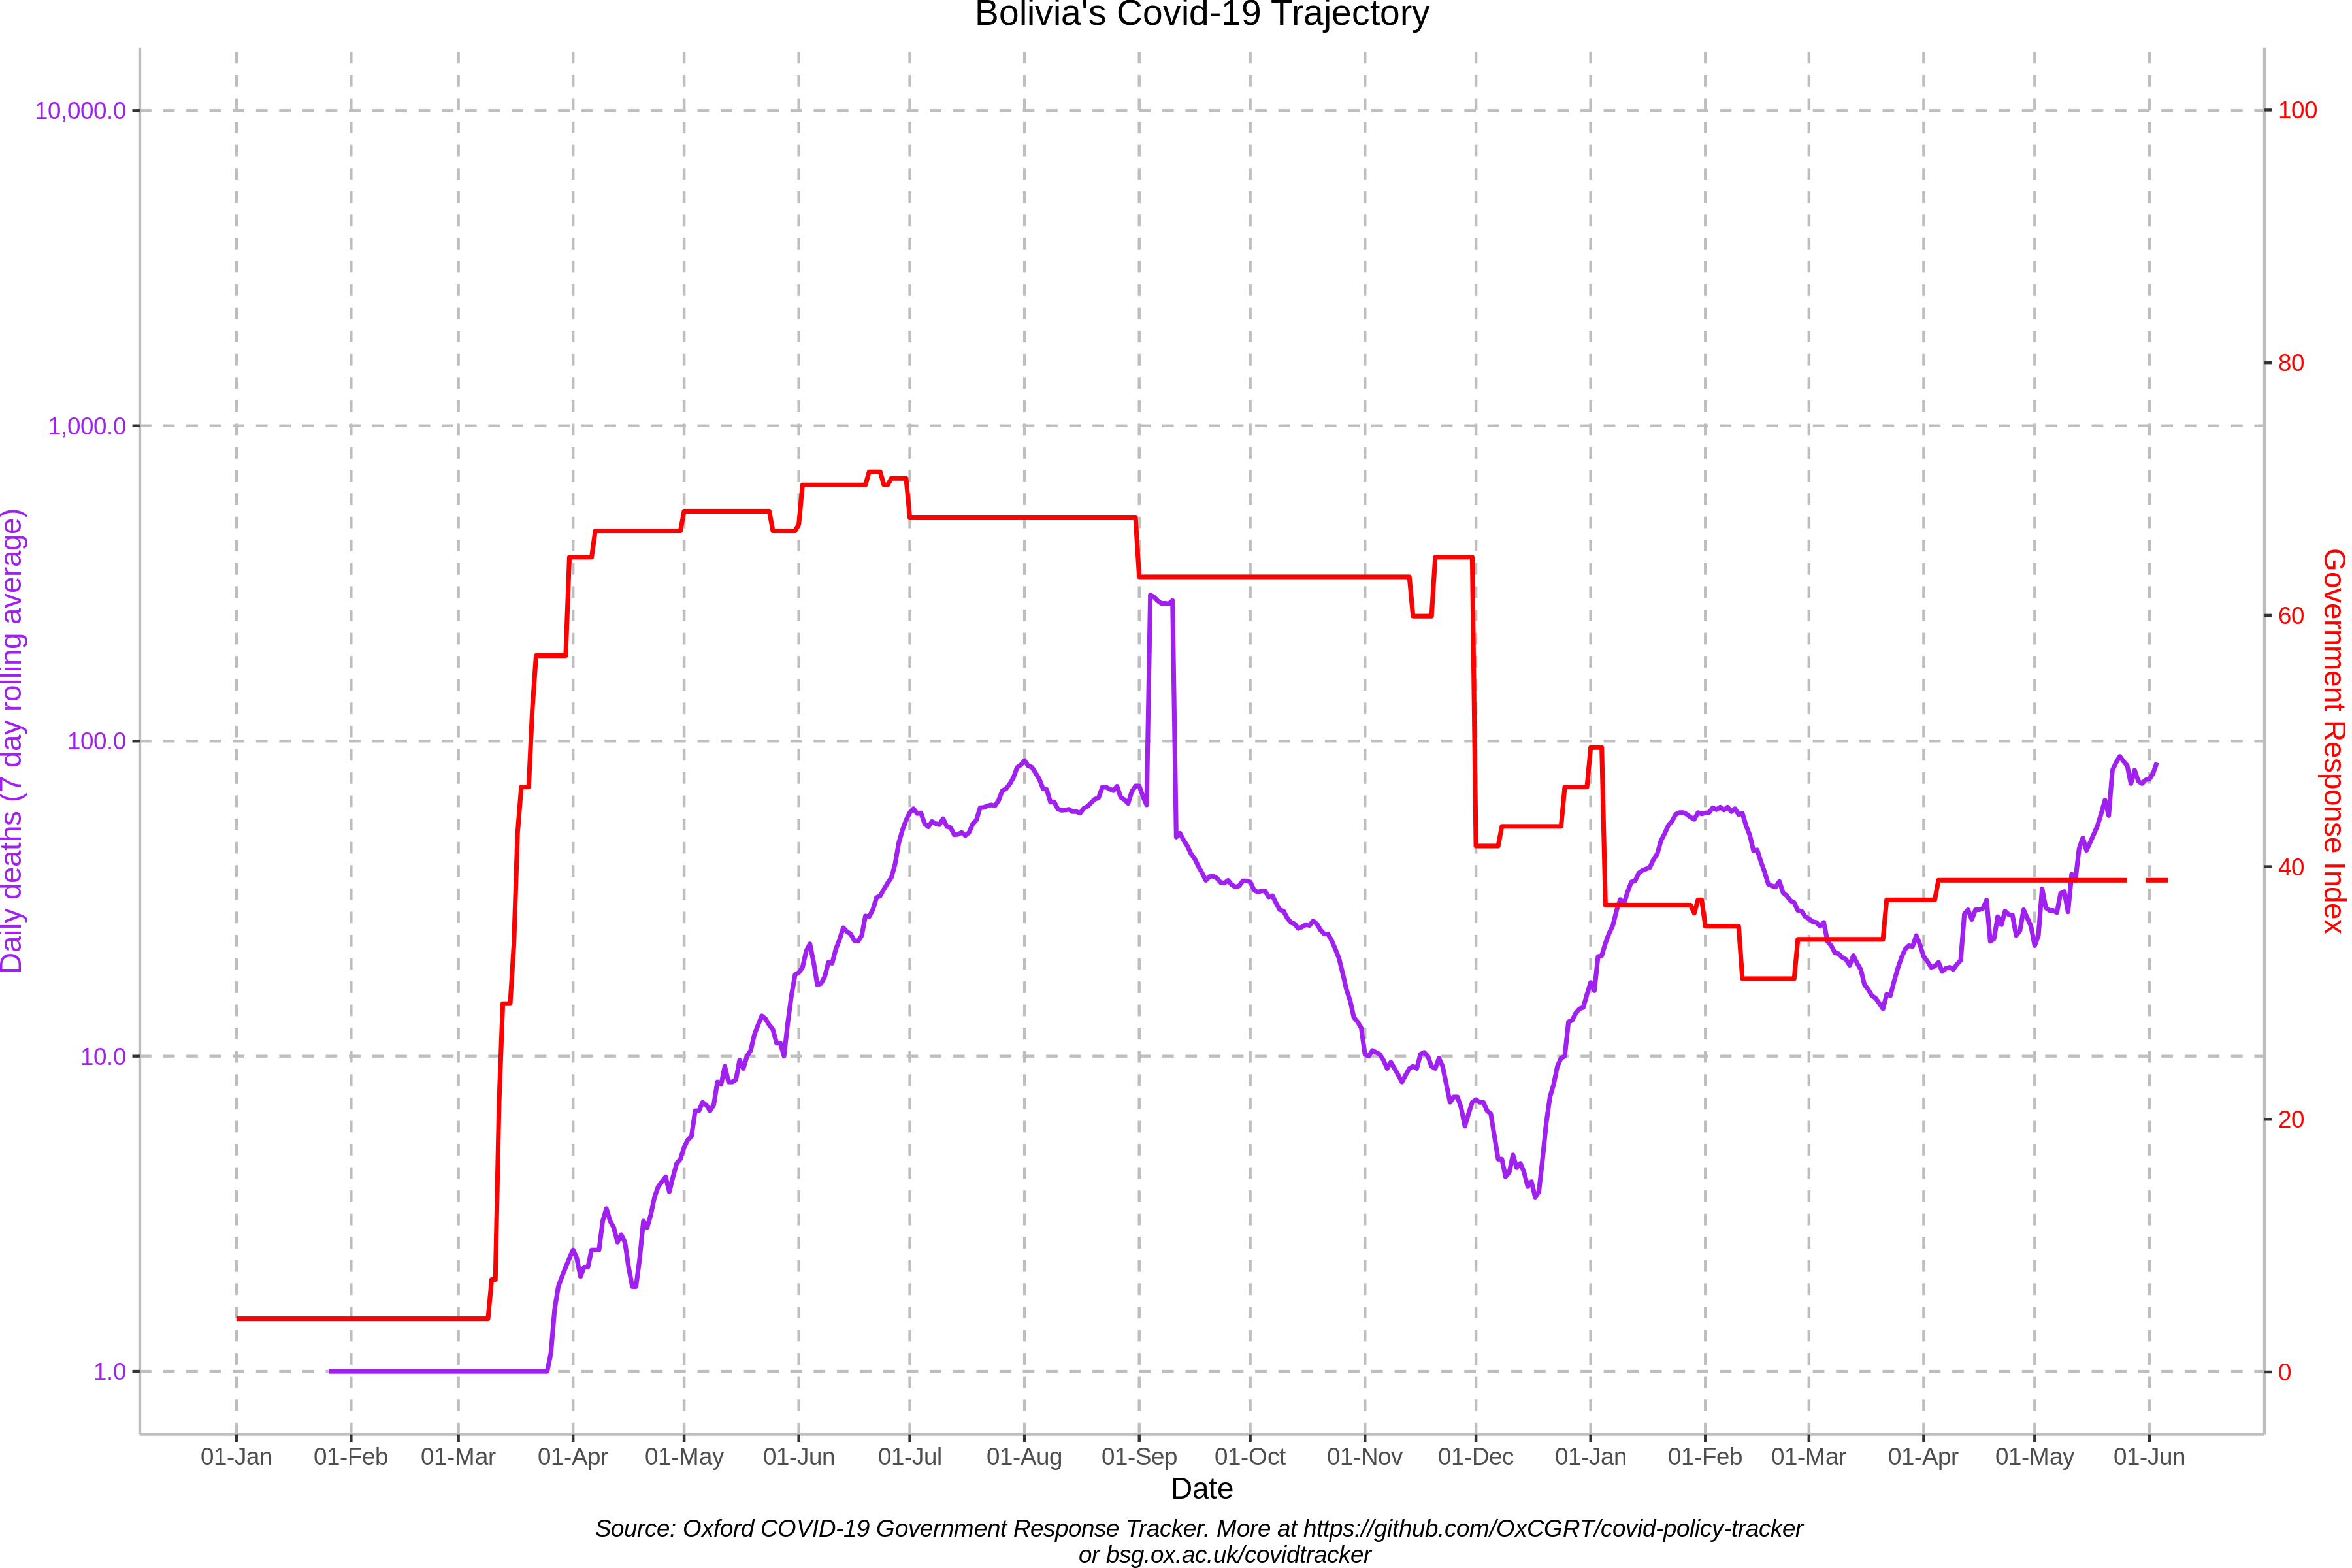 Bolivia's Covid-19 Trajectory
10,000.0
1,000.0
100.0
10.0
1.0
Daily deaths (7 day rolling average)
100
80
60
40
20
0
Government Response Index
01-Jan 01-Feb 01-Mar 01-Apr 01-May 01-Jun 01-Jul 01-Aug 01-Sep 01-Oct 01-Nov 01-Dec 01-Jan 01-Feb 01-Mar 01-Apr 01-May 01-Jun
Date
Source: Oxford COVID-19 Government Response Tracker. More at https://github.com/OxCGRT/covid-policy-tracker
or bsg.ox.ac.uk/covidtracker